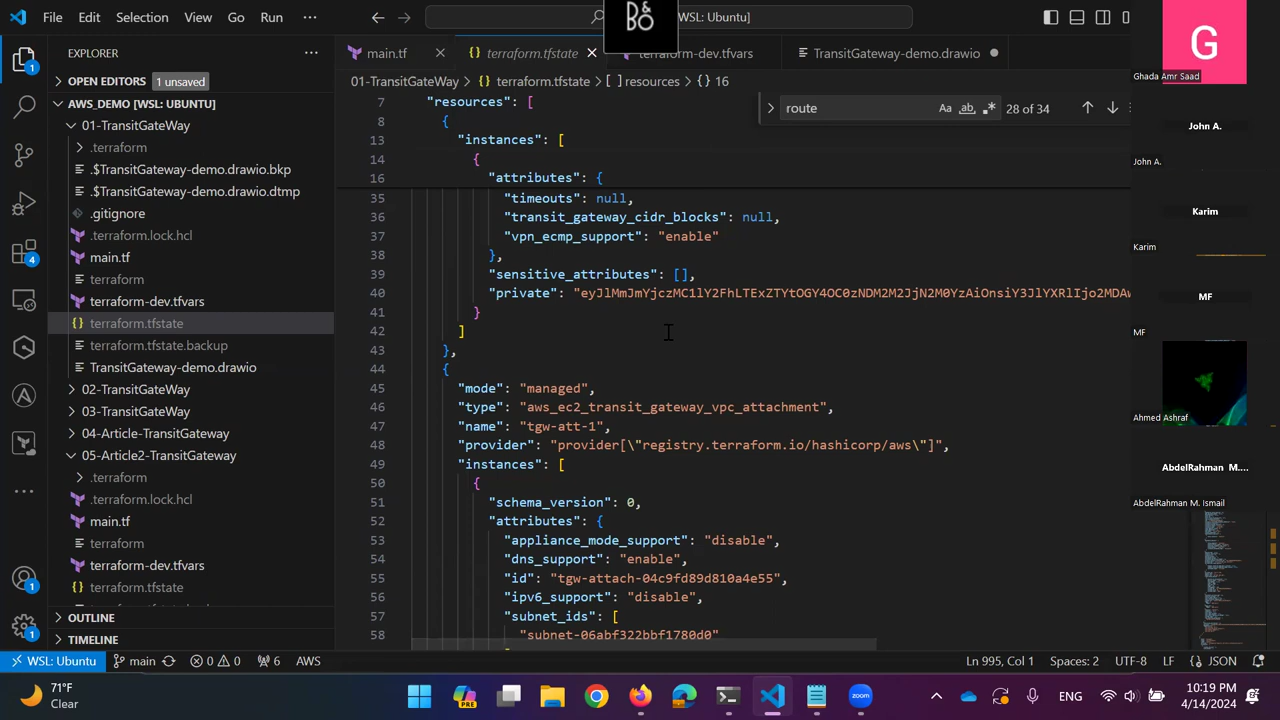 File Edit Selection View Go Run ··· [WSL: Ubuntu]
B&
BO
EXPLORER
OPEN EDITORS 1 unsaved
AWS_DEMO [WSL: UBUNTU]
01-TransitGateWay
.terraform
.$TransitGateway-demo.drawio.bkp
.$TransitGateway-demo.drawio.dtmp
.gitignore
.terraform.lock.hcl
main.tf
terraform
terraform-dev.tfvars
terraform.tfstate
terraform.tfstate.backup
TransitGateway-demo.drawio
02-TransitGateWay
03-TransitGateWay
04-Article-TransitGateway
05-Article2-TransitGateway
.terraform
.terraform.lock.hcl
main.tf
terraform
terraform-dev.tfvars
terraform.tfstate
OUTLINE
TIMELINE
main.tf terraform.tfstate terraform-dev.tfvars TransitGateway-demo.drawio
01-TransitGateWay > terraform.tfstate > [ ] resources > {} 16
route Aa ab 28 of 34
7 "resources": [
8 {
13 "instances": [
14 {
16 "attributes": {
35 "timeouts": null,
36 "transit_gateway_cidr_blocks": null,
37 "vpn_ecmp_support": "enable"
38 },
39 "sensitive_attributes": [],
40 "private": "eyJlMmJmYjczMC1lY2FhLTExZTYtOGY4OC0zNDM2M2JjN2M0YzAiOnsiY3JlYXRlIjo2MDAw
41 }
42 ]
43 },
44 {
45 "mode": "managed",
46 "type": "aws_ec2_transit_gateway_vpc_attachment",
47 "name": "tgw-att-1",
48 "provider": "provider[\"registry.terraform.io/hashicorp/aws\"]",
49 "instances": [
50 {
51 "schema_version": 0,
52 "attributes": {
53 "appliance_mode_support": "disable",
54 "dns_support": "enable",
55 "id": "tgw-attach-04c9fd89d810a4e55",
56 "ipv6_support": "disable",
57 "subnet_ids": [
58 "subnet-06abf322bbf1780d0"
G
Ghada Amr Saad
John A.
John A.
Karim
Karim
MF
MF
Ahmed Ashraf
AbdelRahman M....
AbdelRahman M. Ismail
1
4
1
1
WSL: Ubuntu main 0 0 6 AWS Ln 995, Col 1 Spaces: 2 UTF-8 LF {} JSON
71°F
Clear
PRE
zoom
ENG
10:19 PM
4/14/2024